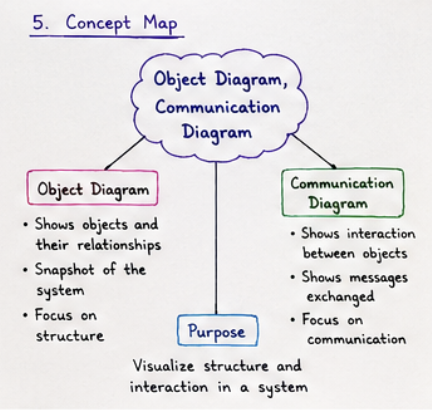 5. Concept Map
Object Diagram,
Communication
Diagram
Object Diagram
• Shows objects and
their relationships
• Snapshot of the
system
• Focus on
structure
Communication
Diagram
• Shows interaction
between objects
• Shows messages
exchanged
• Focus on
communication
Purpose
Visualize structure and
interaction in a system